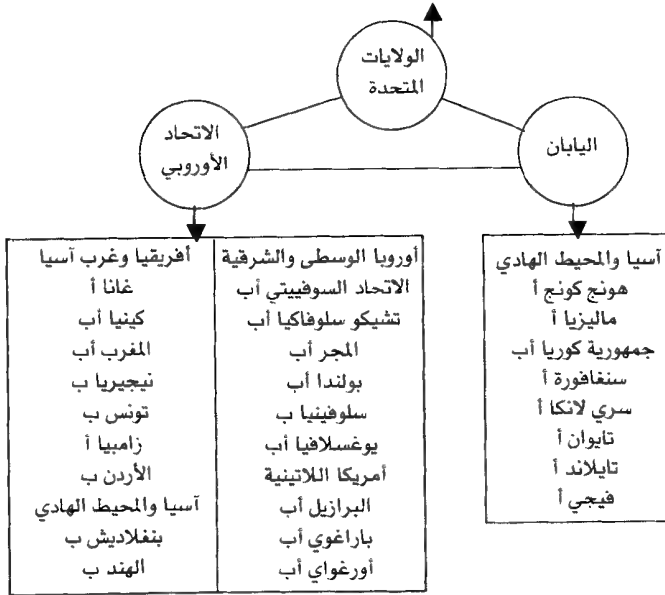 الولايات
المتحدة
اليابان
الاتحاد
الأوروبي
آسيا والمحيط الهادي
هونج كونج أ
ماليزيا أ
جمهورية كوريا أب
سنغافورة أ
سري لانكا أ
تايوان أ
تايلاند أ
فيجي أ
أوروبا الوسطى والشرقية
الاتحاد السوفييتي أب
تشيكو سلوفاكيا أب
المجر أب
بولندا أب
سلوفينيا ب
يوغسلافيا أب
أمريكا اللاتينية
البرازيل أب
باراغوي أب
أورغواي أب
أفريقيا وغرب آسيا
غانا أ
كينيا أب
المغرب أب
نيجيريا ب
تونس ب
زامبيا أ
الأردن ب
آسيا والمحيط الهادي
بنغلاديش ب
الهند ب